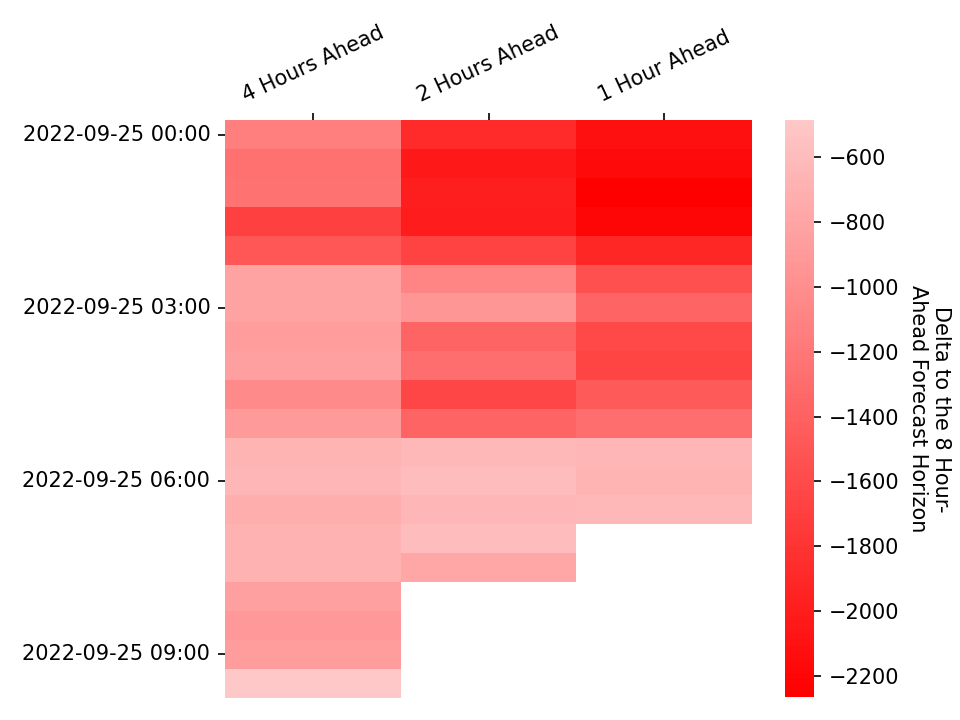 4 Hours Ahead
2 Hours Ahead
1 Hour Ahead
2022-09-25 00:00
2022-09-25 03:00
2022-09-25 06:00
2022-09-25 09:00
−600
−800
−1000
−1200
−1400
−1600
−1800
−2000
−2200
Delta to the 8 Hour-
Ahead Forecast Horizon